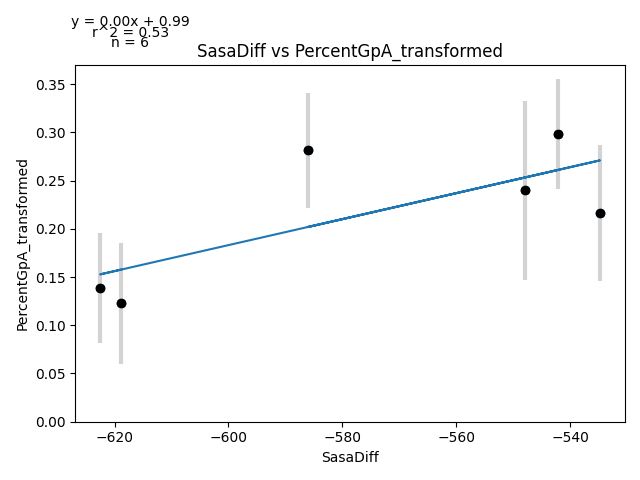 y = 0.00x + 0.99
r^2 = 0.53
n = 6
SasaDiff vs PercentGpA_transformed
PercentGpA_transformed
0.35
0.30
0.25
0.20
0.15
0.10
0.05
0.00
−620
−600
−580
−560
−540
SasaDiff